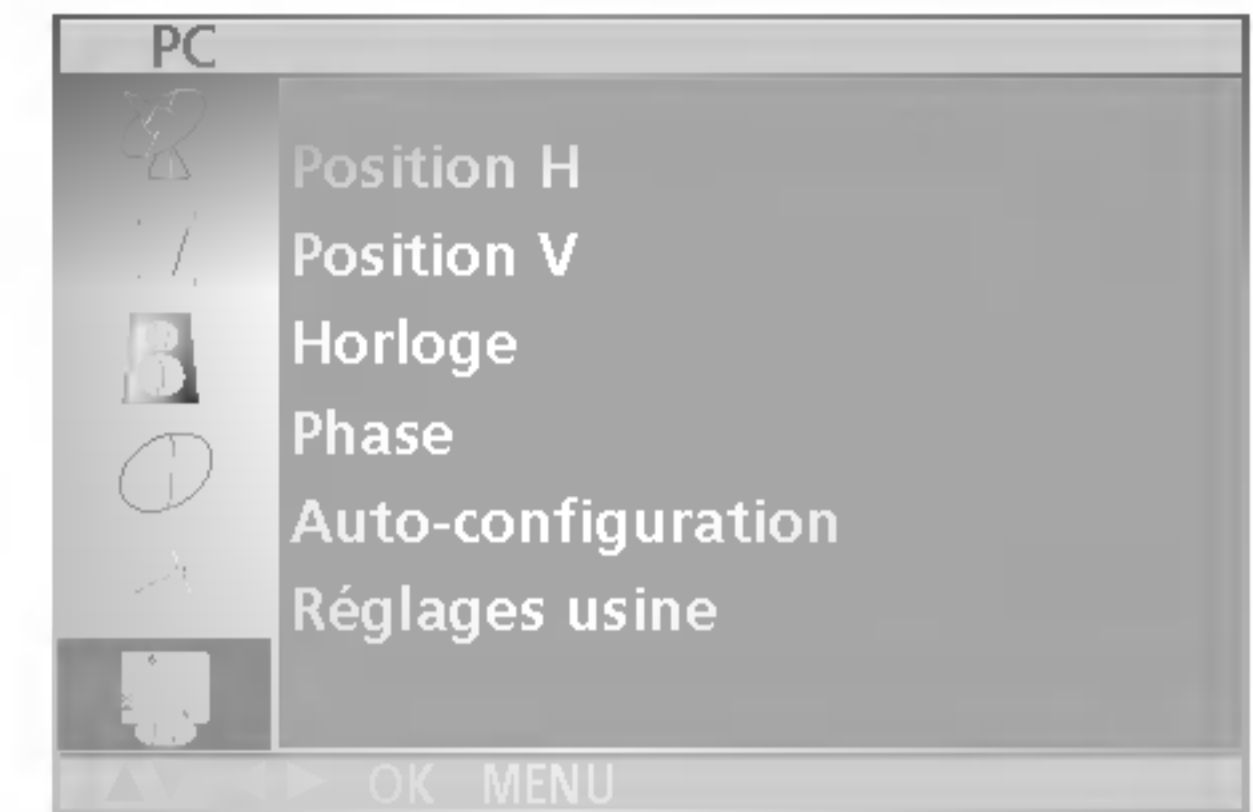 PC
Position H
Position V
Horloge
Phase
Auto-configuration
Réglages usine
OK MENU